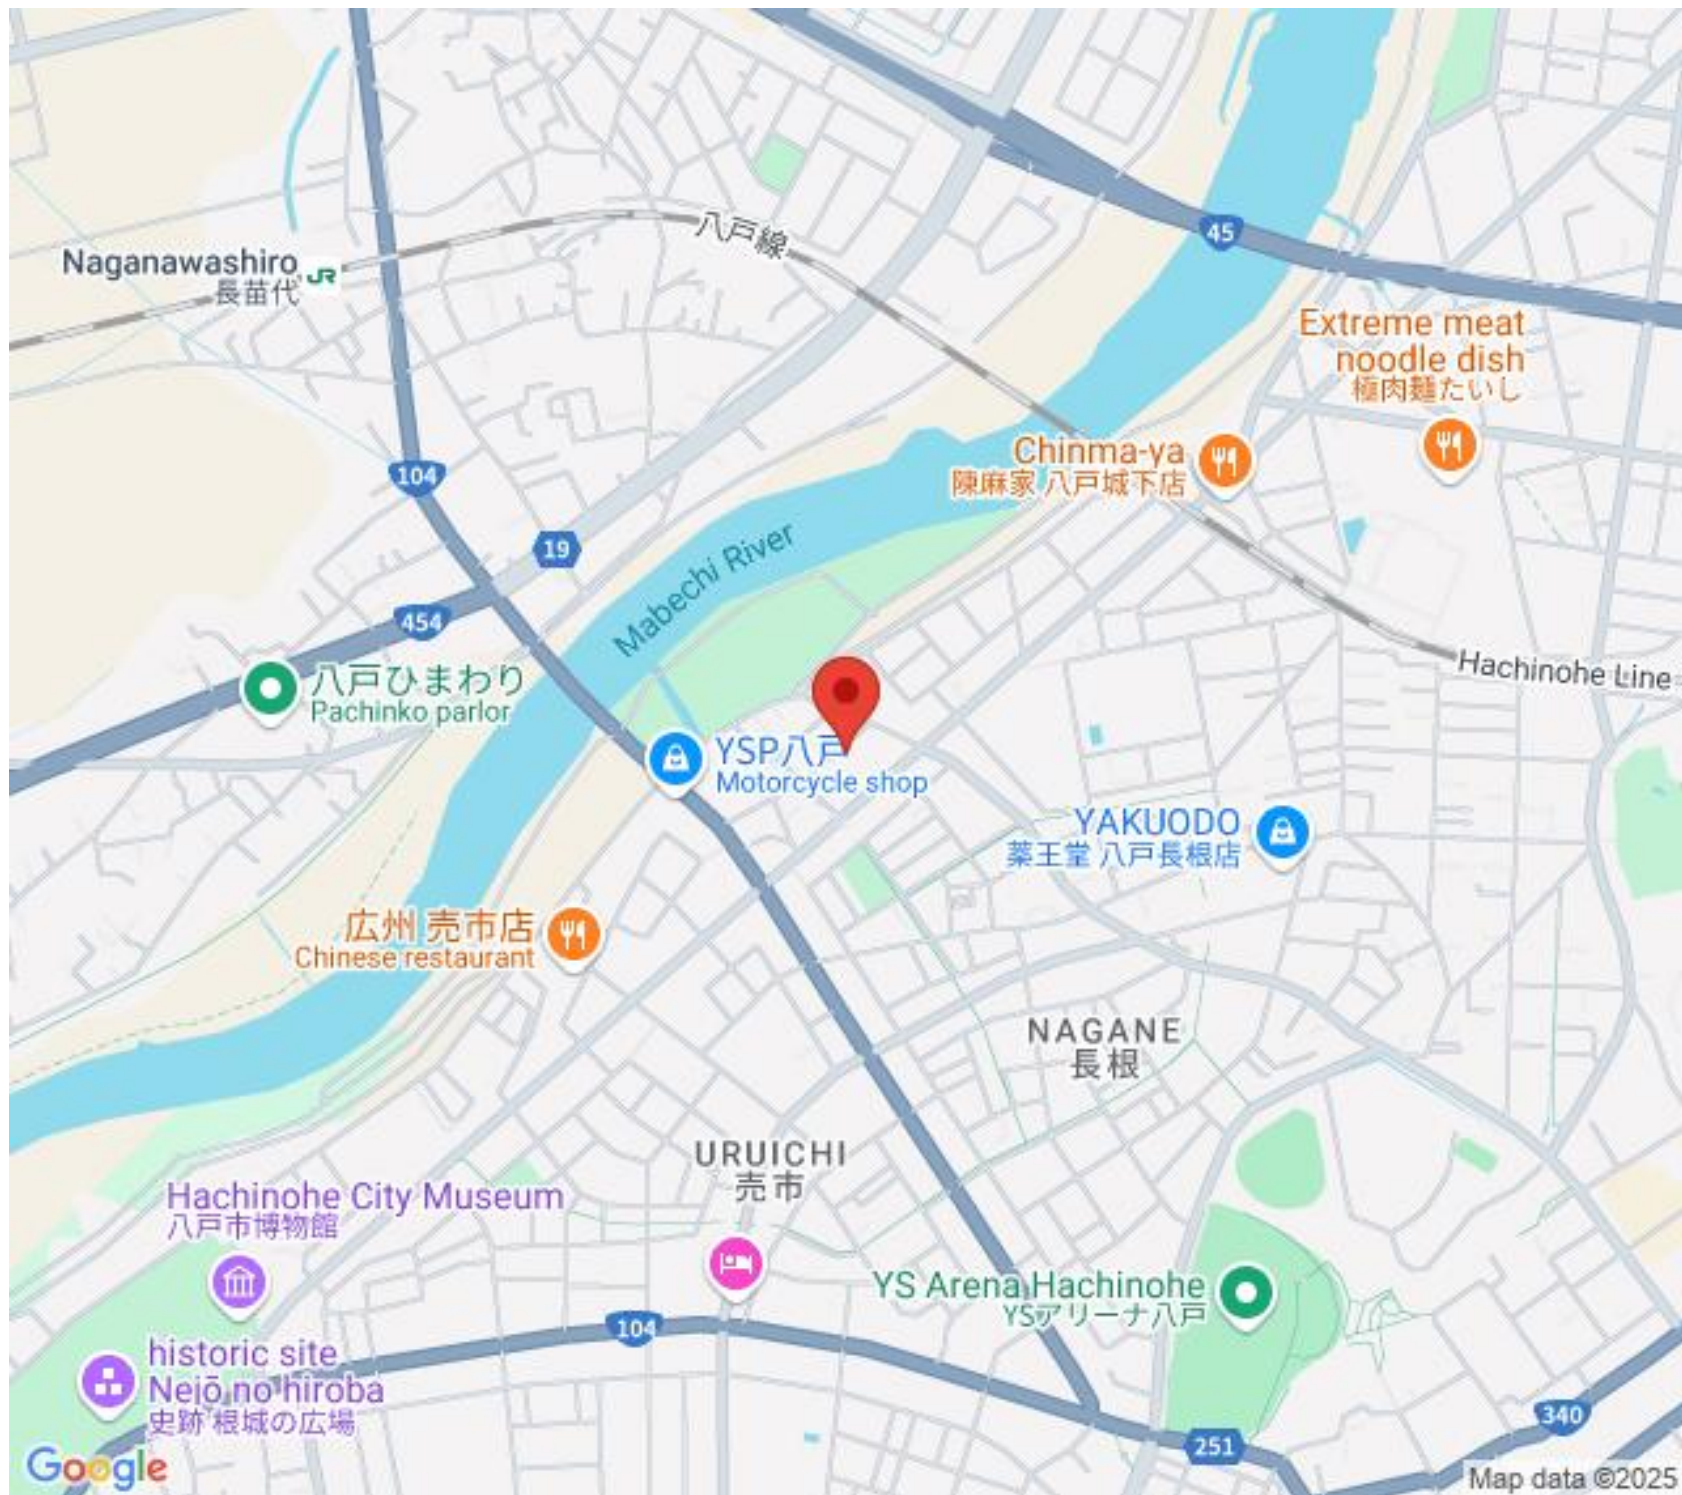 45
八戸線
Naganawashiro
長苗代
JR
Extreme meat
noodle dish
極肉麺たいし
Chinma-ya
陳麻家 八戸城下店
104
19
Mabechi River
454
八戸ひまわり
Pachinko parlor
Hachinohe Line
YSP八戸
Motorcycle shop
YAKUODO
薬王堂 八戸長根店
広州 売市店
Chinese restaurant
NAGANE
長根
URUICHI
売市
Hachinohe City Museum
八戸市博物館
YS Arena Hachinohe
YSアリーナ八戸
104
historic site
Nejō no hiroba
史跡 根城の広場
340
251
Google
Map data ©2025